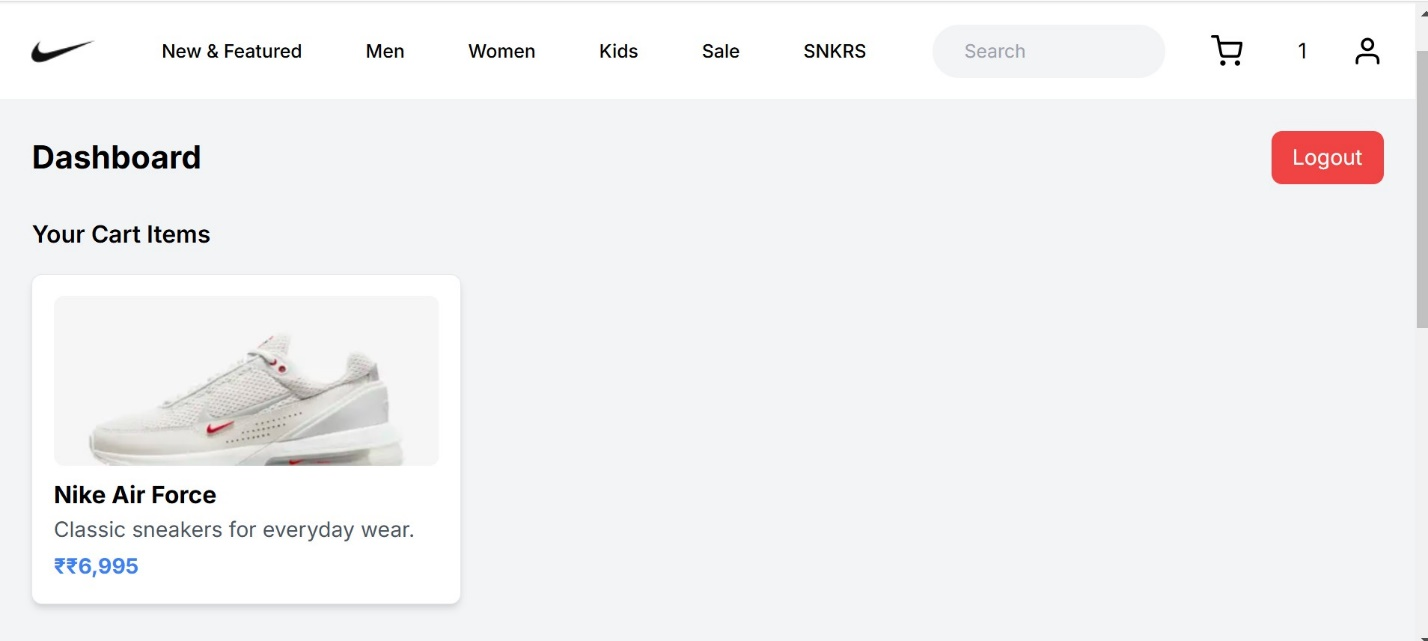 New & Featured Men Women Kids Sale SNKRS Search 1
Dashboard Logout
Your Cart Items
Nike Air Force
Classic sneakers for everyday wear.
₹₹6,995